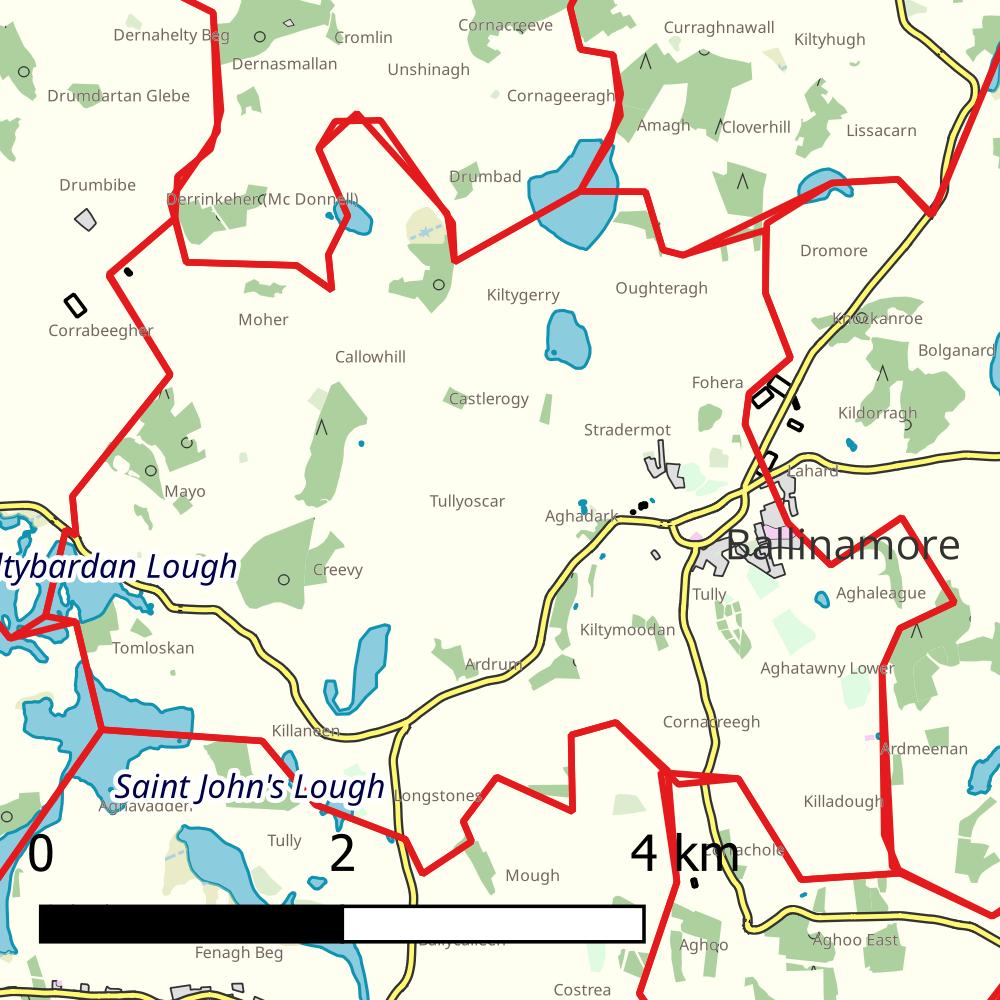 Cornacreeve
Curraghnawall
Dernahelty Beg
Cromlin
Kiltyhugh
Dernasmallan
Unshinagh
Drumdartan Glebe
Cornageeragh
Amagh
Cloverhill
Lissacarn
Drumbad
Drumbibe
Derrinkeher (Mc Donnell)
Dromore
Oughteragh
Kiltygerry
Moher
Knockanroe
Corrabeegher
Bolganard
Callowhill
Fohera
Castlerogy
Kildorragh
Stradermot
Lahard
Mayo
Tullyoscar
Aghadark
Ballinamore
ltybardan Lough
Creevy
Tully
Aghaleague
Kiltymoodan
Tomloskan
Ardrum
Aghatawny Lower
Cornacreegh
Killaneen
Ardmeenan
Saint John's Lough
Longstones
Killadough
Aghavadden
Tully
0 2 4 km
Mough
Aghoo
Aghoo East
Fenagh Beg
Costrea